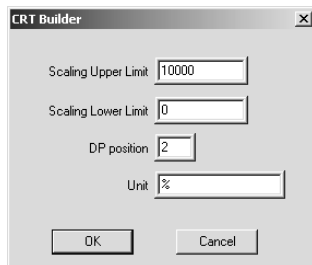 CRT Builder
Scaling Upper Limit 10000
Scaling Lower Limit 0
DP position 2
Unit %
OK Cancel